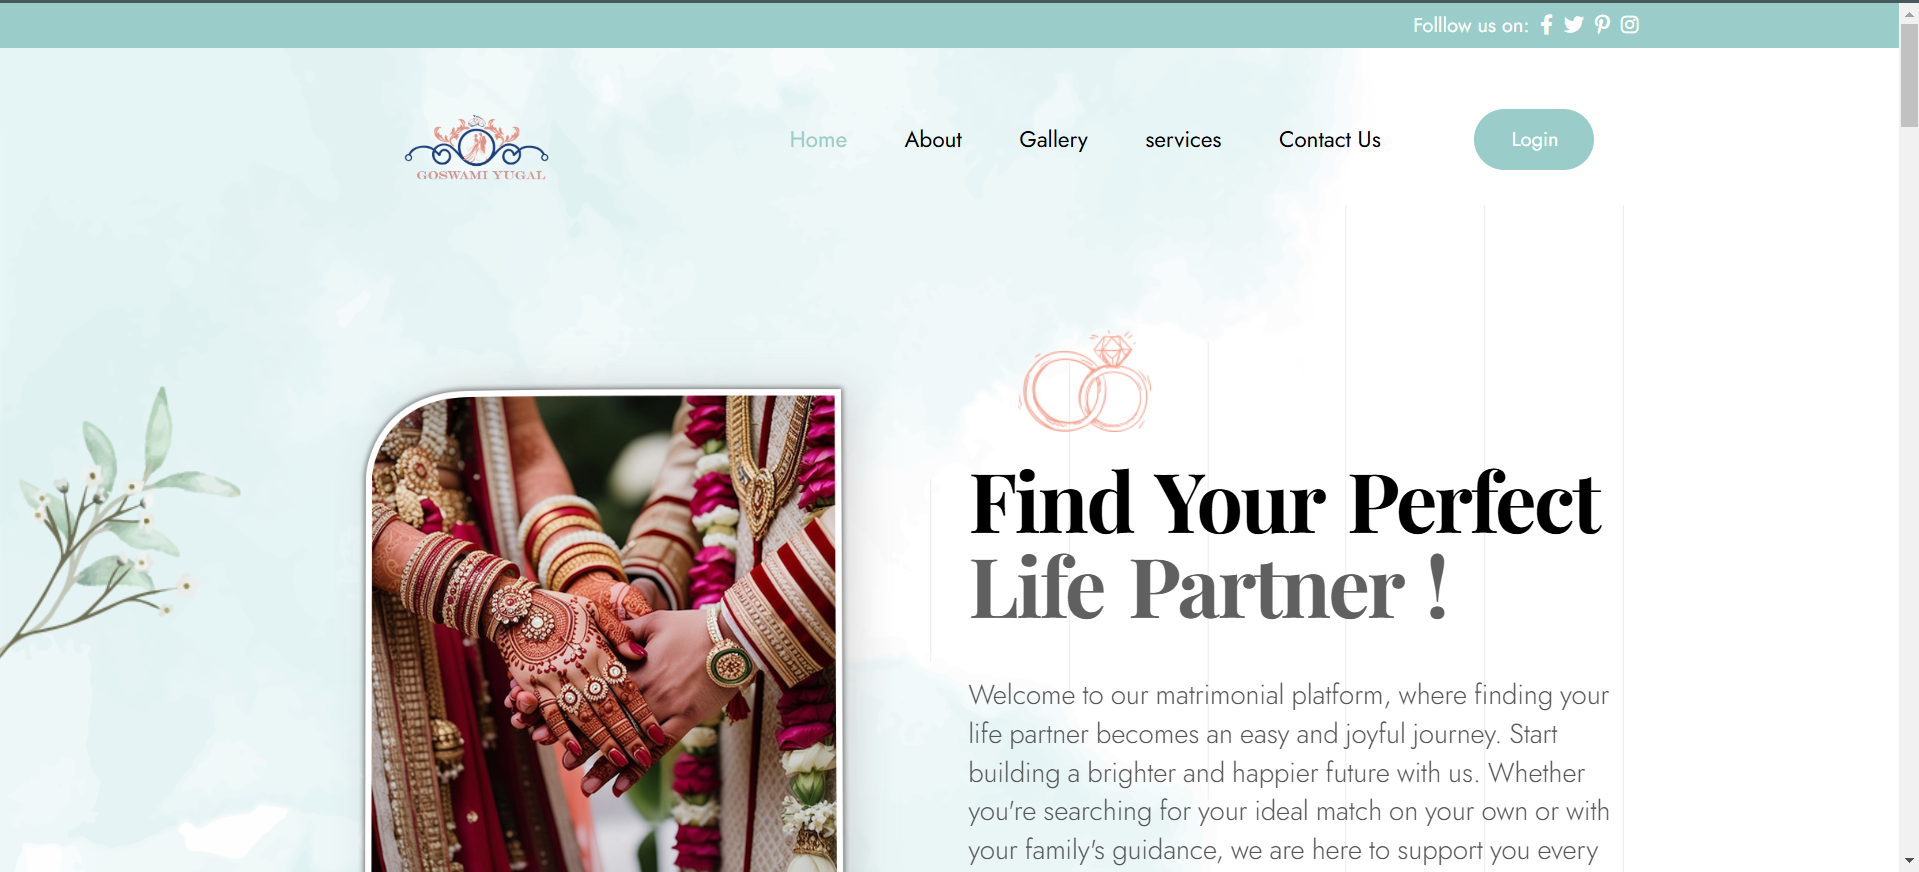 Folllow us on:
GOSWAMI YUGAL
Home About Gallery services Contact Us Login
Find Your Perfect
Life Partner !
Welcome to our matrimonial platform, where finding your
life partner becomes an easy and joyful journey. Start
building a brighter and happier future with us. Whether
you're searching for your ideal match on your own or with
your family's guidance, we are here to support you every